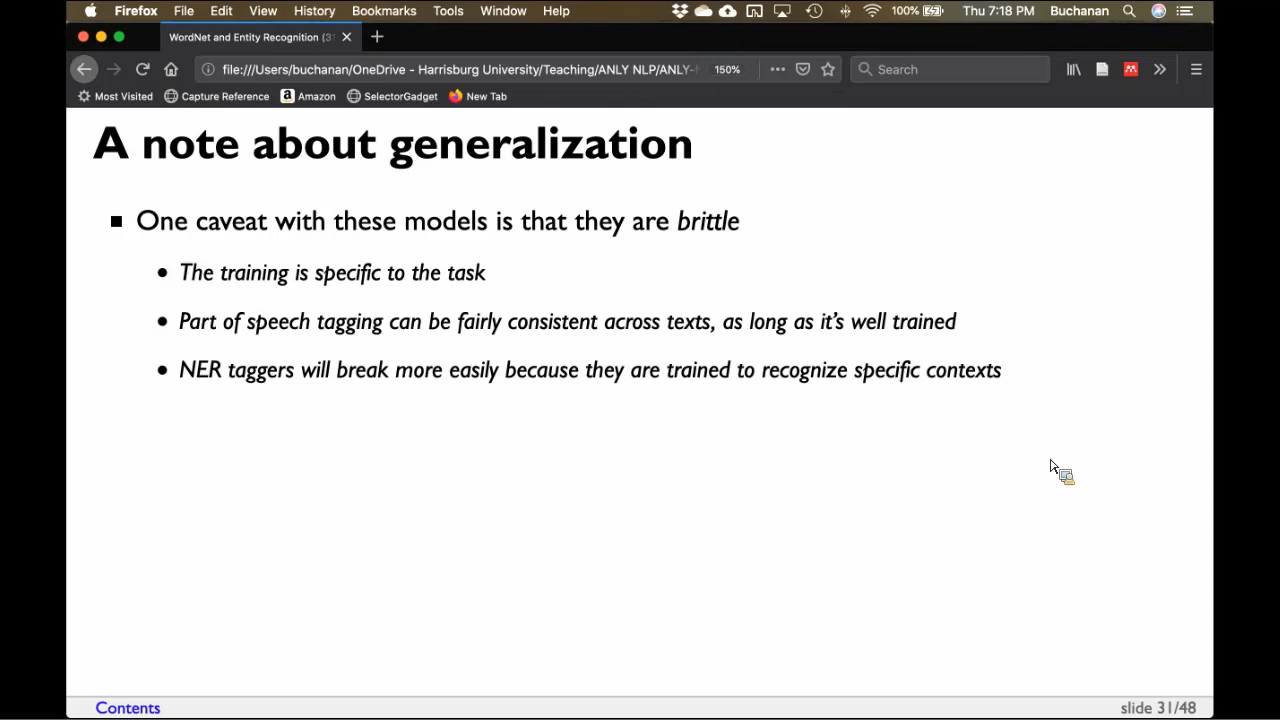 Firefox File Edit View History Bookmarks Tools Window Help 100% Thu 7:18 PM Buchanan
WordNet and Entity Recognition (3
file:///Users/buchanan/OneDrive - Harrisburg University/Teaching/ANLY NLP/ANLY- 150% Search
Most Visited Capture Reference Amazon SelectorGadget New Tab
A note about generalization
One caveat with these models is that they are brittle
The training is specific to the task
Part of speech tagging can be fairly consistent across texts, as long as it's well trained
NER taggers will break more easily because they are trained to recognize specific contexts
Contents slide 31/48